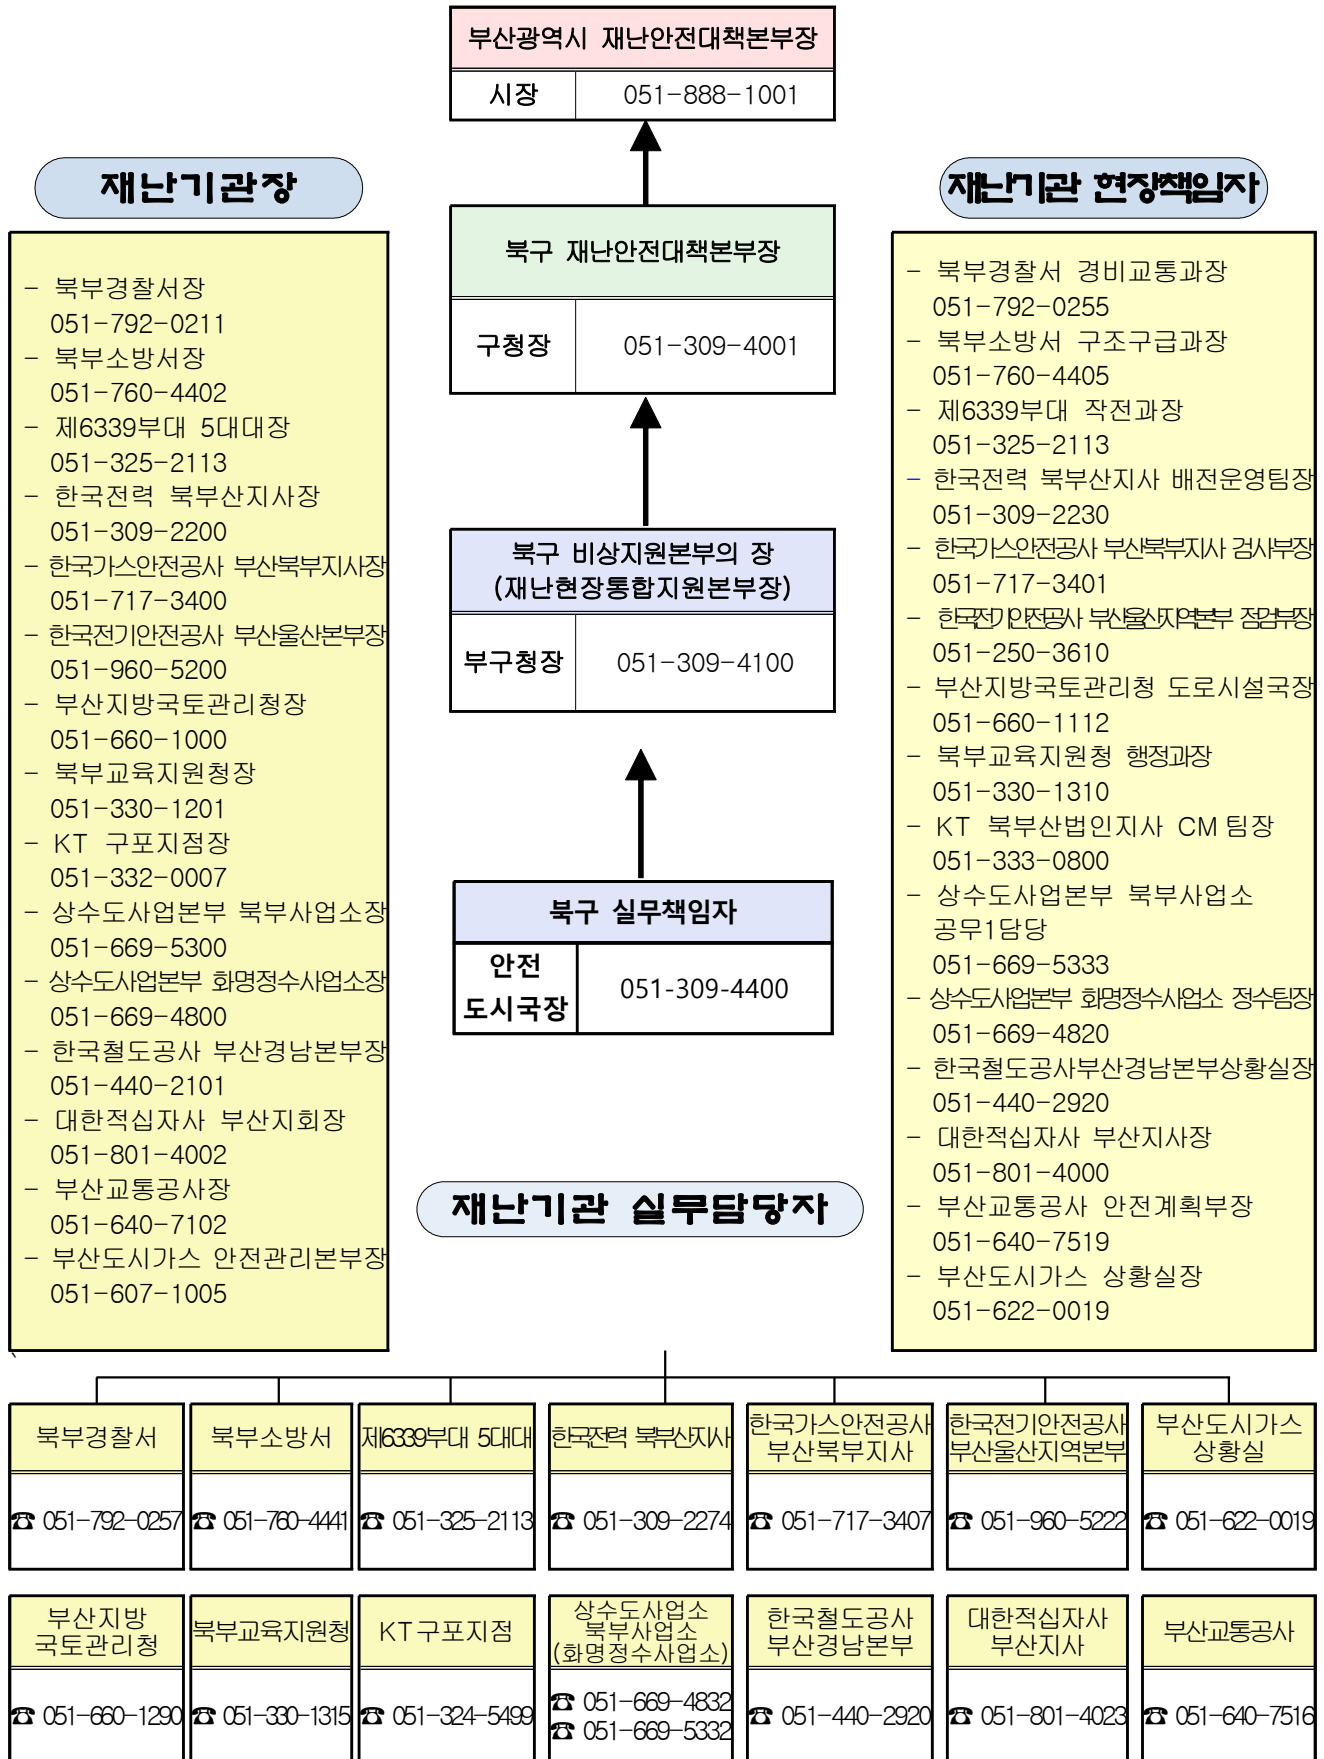 부산광역시 재난안전대책본부장
시장 051-888-1001
재난기관장
재난기관 현장책임자
북구 재난안전대책본부장
구청장 051-309-4001
북구 비상지원본부의 장
(재난현장통합지원본부장)
부구청장 051-309-4100
북구 실무책임자
안전
도시국장
051-309-4400
- 북부경찰서장
051-792-0211
- 북부소방서장
051-760-4402
- 제6339부대 5대대장
051-325-2113
- 한국전력 북부산지사장
051-309-2200
- 한국가스안전공사 부산북부지사장
051-717-3400
- 한국전기안전공사 부산울산본부장
051-960-5200
- 부산지방국토관리청장
051-660-1000
- 북부교육지원청장
051-330-1201
- KT 구포지점장
051-332-0007
- 상수도사업본부 북부사업소장
051-669-5300
- 상수도사업본부 화명정수사업소장
051-669-4800
- 한국철도공사 부산경남본부장
051-440-2101
- 대한적십자사 부산지회장
051-801-4002
- 부산교통공사장
051-640-7102
- 부산도시가스 안전관리본부장
051-607-1005
- 북부경찰서 경비교통과장
051-792-0255
- 북부소방서 구조구급과장
051-760-4405
- 제6339부대 작전과장
051-325-2113
- 한국전력 북부산지사 배전운영팀장
051-309-2230
- 한국가스안전공사 부산북부지사 검사부장
051-717-3401
- 한국전기안전공사 부산울산지역본부 점검부장
051-250-3610
- 부산지방국토관리청 도로시설국장
051-660-1112
- 북부교육지원청 행정과장
051-330-1310
- KT 북부산법인지사 CM 팀장
051-333-0800
- 상수도사업본부 북부사업소
공무1담당
051-669-5333
- 상수도사업본부 화명정수사업소 정수팀장
051-669-4820
- 한국철도공사부산경남본부상황실장
051-440-2920
- 대한적십자사 부산지사장
051-801-4000
- 부산교통공사 안전계획부장
051-640-7519
- 부산도시가스 상황실장
051-622-0019
재난기관 실무담당자
`
북부경찰서
☎ 051-792-0257
북부소방서
☎ 051-760-4441
제6339부대 5대대
☎ 051-325-2113
한국전력 북부산지사
☎ 051-309-2274
한국가스안전공사
부산북부지사
☎ 051-717-3407
한국전기안전공사
부산울산지역본부
☎ 051-960-5222
부산도시가스
상황실
☎ 051-622-0019
부산지방
국토관리청
☎ 051-660-1290
북부교육지원청
☎ 051-330-1315
KT구포지점
☎ 051-324-5499
상수도사업소
북부사업소
(화명정수사업소)
☎ 051-669-4832
☎ 051-669-5332
한국철도공사
부산경남본부
☎ 051-440-2920
대한적십자사
부산지사
☎ 051-801-4023
부산교통공사
☎ 051-640-7516